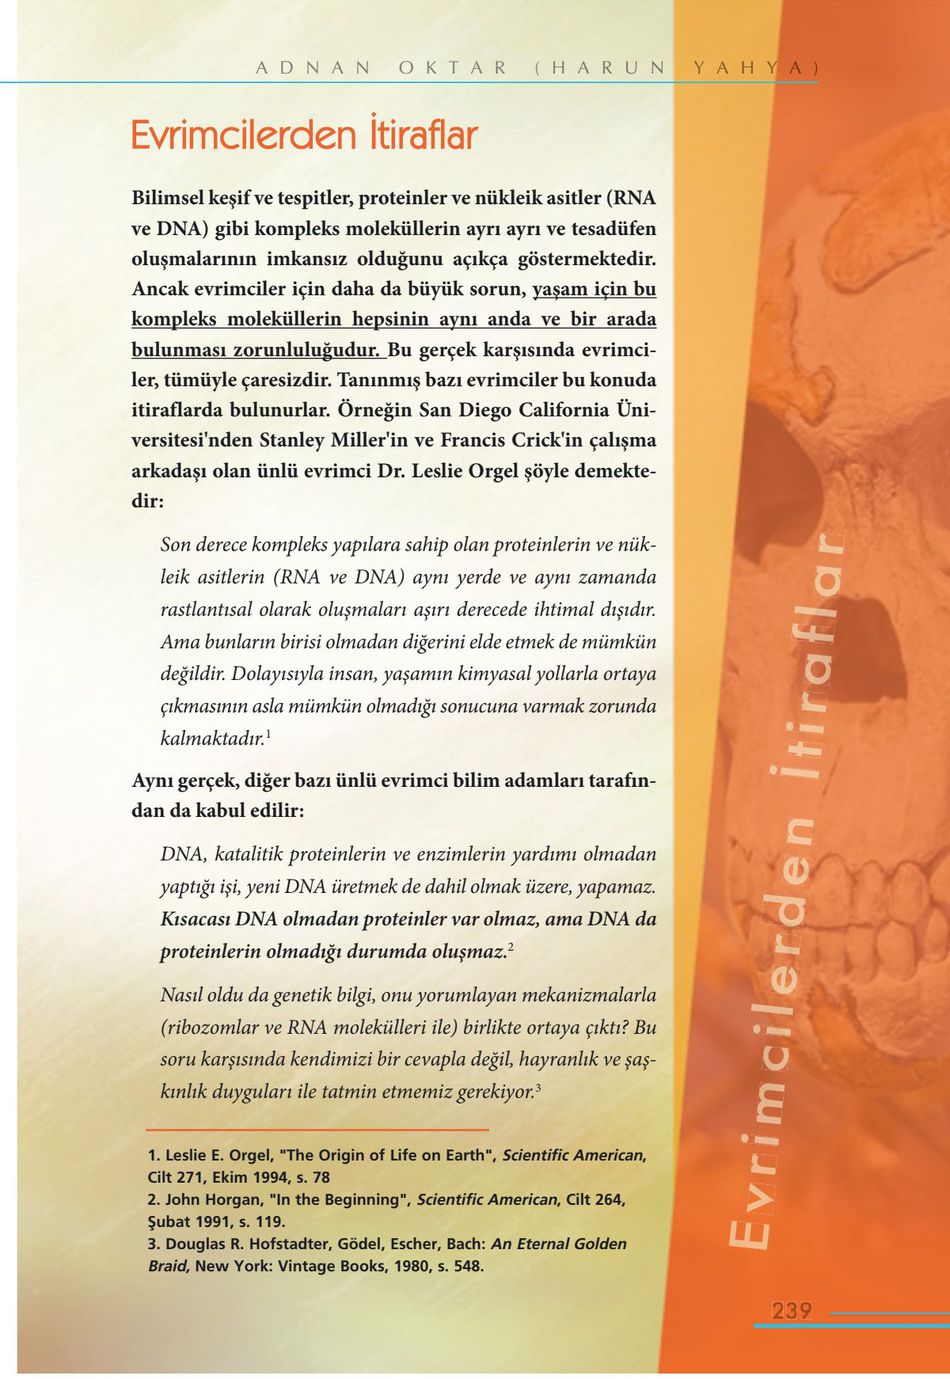 ADNAN OKTAR (HARUN YAHYA)
Evrimcilerden İtiraflar
Bilimsel keşif ve tespitler, proteinler ve nükleik asitler (RNA
ve DNA) gibi kompleks moleküllerin ayrı ayrı ve tesadüfen
oluşmalarının imkansız olduğunu açıkça göstermektedir.
Ancak evrimciler için daha da büyük sorun, yaşam için bu
kompleks moleküllerin hepsinin aynı anda ve bir arada
bulunması zorunluluğudur. Bu gerçek karşısında evrimci-
ler, tümüyle çaresizdir. Tanınmış bazı evrimciler bu konuda
itiraflarda bulunurlar. Örneğin San Diego California Üni-
versitesi'nden Stanley Miller'in ve Francis Crick'in çalışma
arkadaşı olan ünlü evrimci Dr. Leslie Orgel şöyle demekte-
dir:
Son derece kompleks yapılara sahip olan proteinlerin ve nük-
leik asitlerin (RNA ve DNA) aynı yerde ve aynı zamanda
rastlantısal olarak oluşmaları aşırı derecede ihtimal dışıdır.
Ama bunların birisi olmadan diğerini elde etmek de mümkün
değildir. Dolayısıyla insan, yaşamın kimyasal yollarla ortaya
çıkmasının asla mümkün olmadığı sonucuna varmak zorunda
kalmaktadır.1
Aynı gerçek, diğer bazı ünlü evrimci bilim adamları tarafın-
dan da kabul edilir:
DNA, katalitik proteinlerin ve enzimlerin yardımı olmadan
yaptığı işi, yeni DNA üretmek de dahil olmak üzere, yapamaz.
Kısacası DNA olmadan proteinler var olmaz, ama DNA da
proteinlerin olmadığı durumda oluşmaz.2
Nasıl oldu da genetik bilgi, onu yorumlayan mekanizmalarla
(ribozomlar ve RNA molekülleri ile) birlikte ortaya çıktı? Bu
soru karşısında kendimizi bir cevapla değil, hayranlık ve şaş-
kınlık duyguları ile tatmin etmemiz gerekiyor.3
1. Leslie E. Orgel, "The Origin of Life on Earth", Scientific American,
Cilt 271, Ekim 1994, s. 78
2. John Horgan, "In the Beginning", Scientific American, Cilt 264,
Şubat 1991, s. 119.
3. Douglas R. Hofstadter, Gödel, Escher, Bach: An Eternal Golden
Braid, New York: Vintage Books, 1980, s. 548.
Evrimcilerden İtiraflar
239